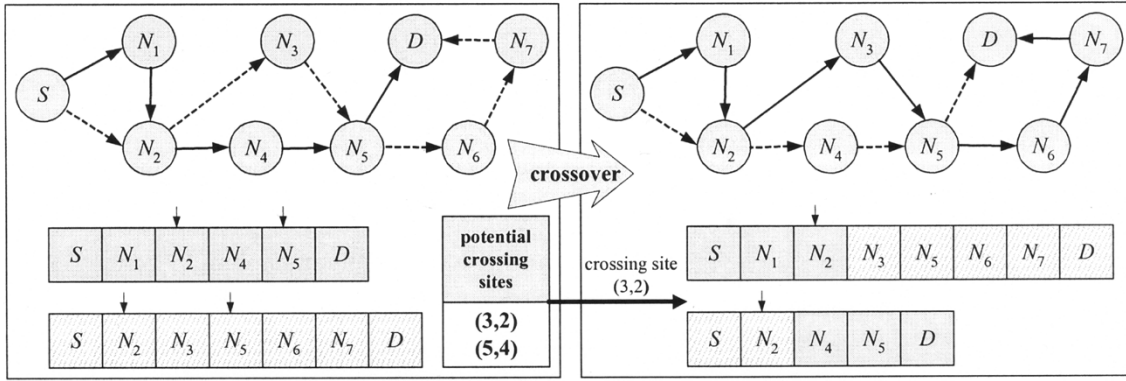 N1 N3 D N7
S
N2 N4 N5 N6
S N1 N2 N4 N5 D
S N2 N3 N5 N6 N7 D
potential
crossing
sites
(3,2)
(5,4)
crossover
crossing site
(3,2)
N1 N3 D N7
S
N2 N4 N5 N6
S N1 N2 N3 N5 N6 N7 D
S N2 N4 N5 D